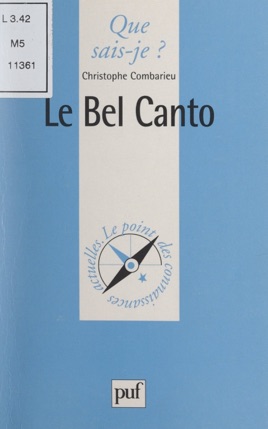 L 3.42
M5
11361
Que
sais-je ?
Christophe Combarieu
Le Bel Canto
Le point des connaissances actuelles.
puf